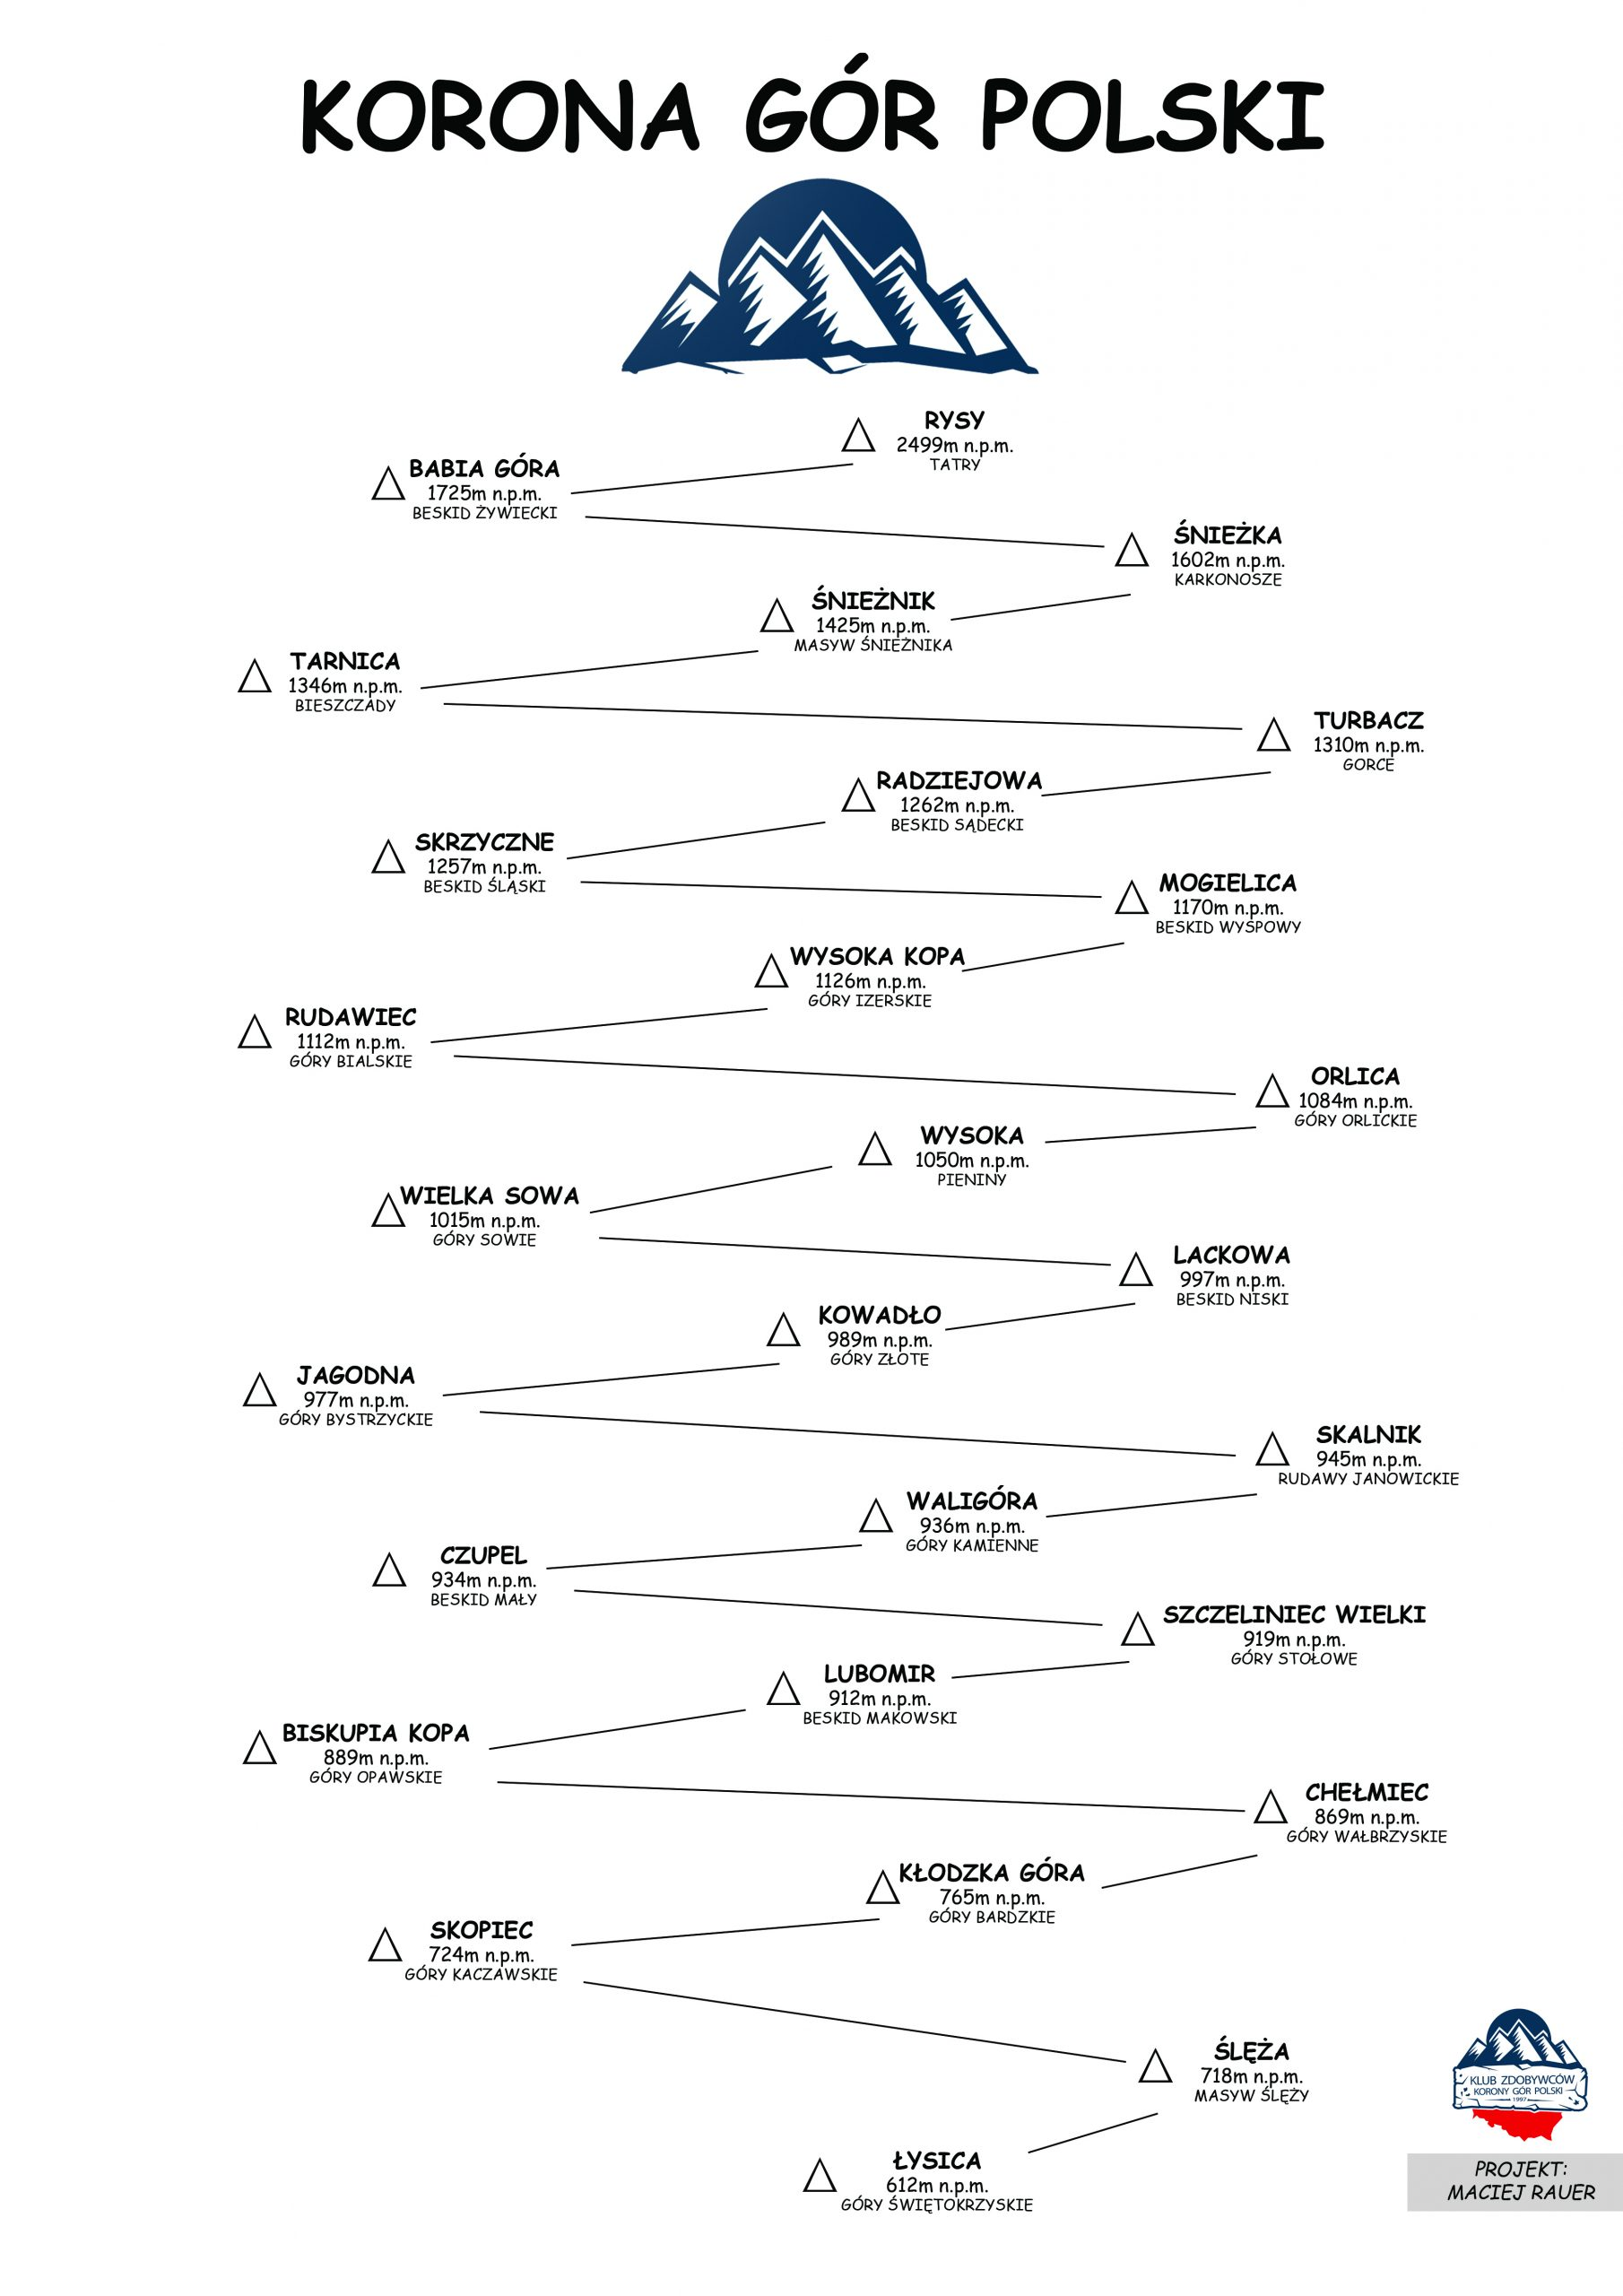 KORONA GÓR POLSKI
RYSY
2499m n.p.m.
TATRY
BABIA GÓRA
1725m n.p.m.
BESKID ŻYWIECKI
ŚNIEŻKA
1602m n.p.m.
KARKONOSZE
ŚNIEŻNIK
1425m n.p.m.
MASYW ŚNIEŻNIKA
TARNICA
1346m n.p.m.
BIESZCZADY
TURBACZ
1310m n.p.m.
GORCE
RADZIEJOWA
1262m n.p.m.
BESKID SĄDECKI
SKRZYCZNE
1257m n.p.m.
BESKID ŚLĄSKI
MOGIELICA
1170m n.p.m.
BESKID WYSPOWY
WYSOKA KOPA
1126m n.p.m.
GÓRY IZERSKIE
RUDAWIEC
1112m n.p.m.
GÓRY BIALSKIE
ORLICA
1084m n.p.m.
GÓRY ORLICKIE
WYSOKA
1050m n.p.m.
PIENINY
WIELKA SOWA
1015m n.p.m.
GÓRY SOWIE
LACKOWA
997m n.p.m.
BESKID NISKI
KOWADŁO
989m n.p.m.
GÓRY ZŁOTE
JAGODNA
977m n.p.m.
GÓRY BYSTRZYCKIE
SKALNIK
945m n.p.m.
RUDAWY JANOWICKIE
WALIGÓRA
936m n.p.m.
GÓRY KAMIENNE
CZUPEL
934m n.p.m.
BESKID MAŁY
SZCZELINIEC WIELKI
919m n.p.m.
GÓRY STOŁOWE
LUBOMIR
912m n.p.m.
BESKID MAKOWSKI
BISKUPIA KOPA
889m n.p.m.
GÓRY OPAWSKIE
CHEŁMIEC
869m n.p.m.
GÓRY WAŁBRZYSKIE
KŁODZKA GÓRA
765m n.p.m.
GÓRY BARDZKIE
SKOPIEC
724m n.p.m.
GÓRY KACZAWSKIE
ŚLĘŻA
718m n.p.m.
MASYW ŚLĘŻY
ŁYSICA
612m n.p.m.
GÓRY ŚWIĘTOKRZYSKIE
KLUB ZDOBYWCÓW
KORONY GÓR POLSKI
1997
PROJEKT:
MACIEJ RAUER